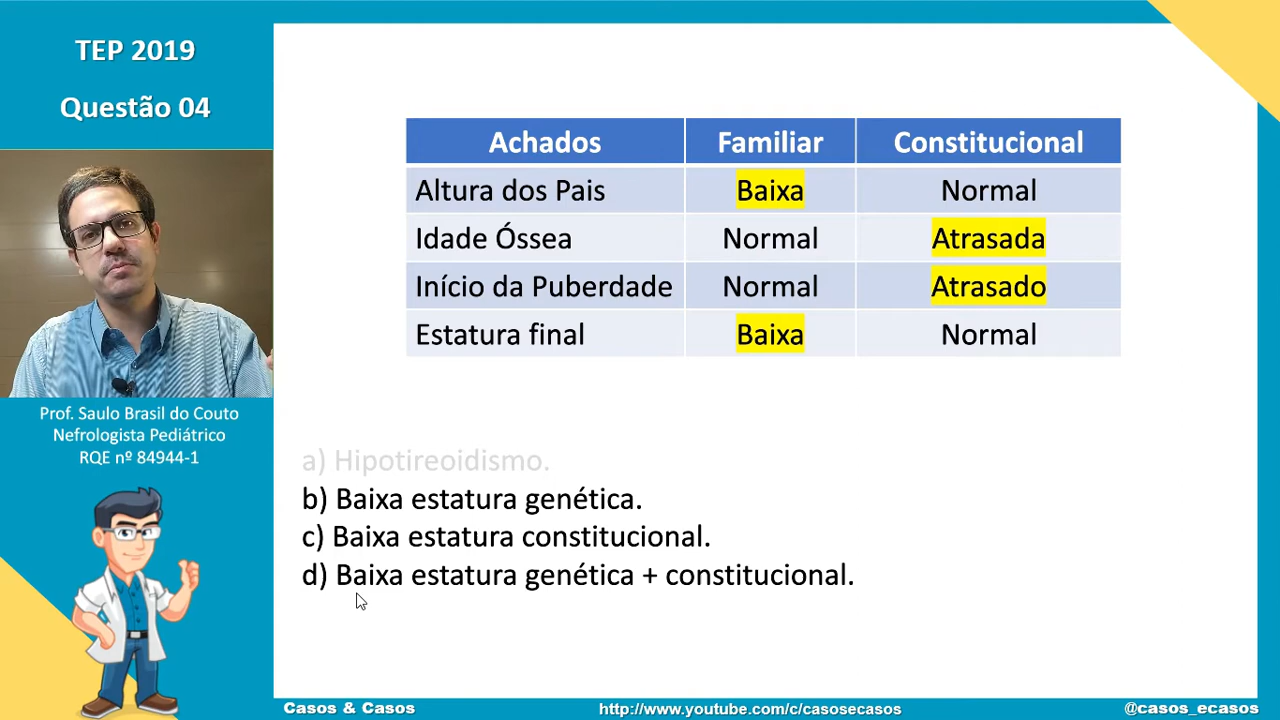 TEP 2019
Questão 04
Prof. Saulo Brasil do Couto
Nefrologista Pediátrico
RQE nº 84944-1
Achados Familiar Constitucional
Altura dos Pais Baixa Normal
Idade Óssea Normal Atrasada
Início da Puberdade Normal Atrasado
Estatura final Baixa Normal
a) Hipotireoidismo.
b) Baixa estatura genética.
c) Baixa estatura constitucional.
d) Baixa estatura genética + constitucional.
Casos & Casos http://www.youtube.com/c/casosecasos @casos_ecasos